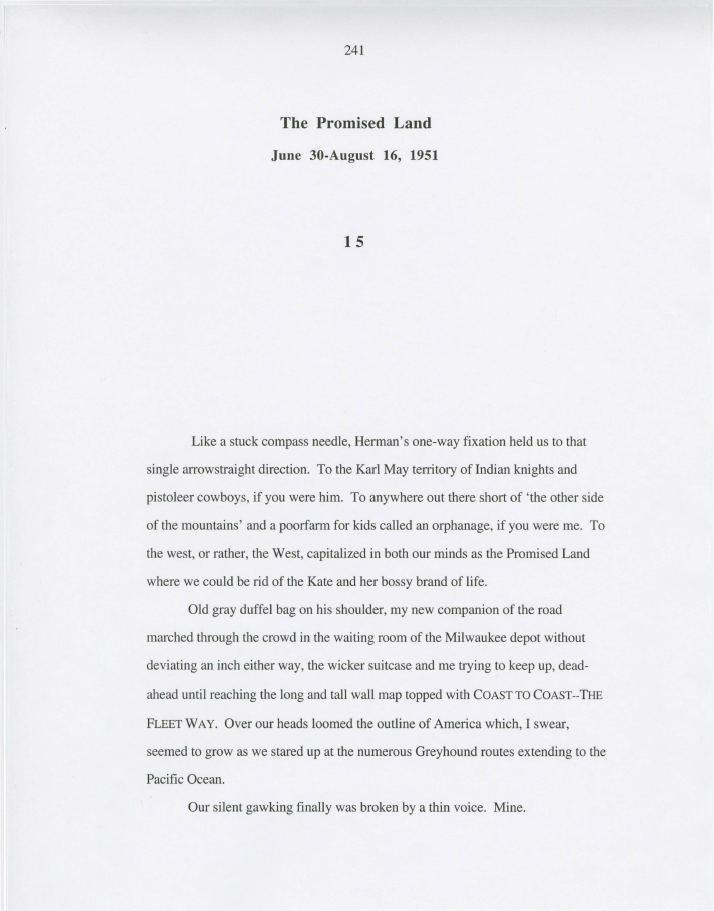 241
The Promised Land
June 30-August 16, 1951
15
Like a stuck compass needle, Herman's one-way fixation held us to that
single arrowstraight direction. To the Karl May territory of Indian knights and
pistoleer cowboys, if you were him. To anywhere out there short of 'the other side
of the mountains' and a poorfarm for kids called an orphanage, if you were me. To
the west, or rather, the West, capitalized in both our minds as the Promised Land
where we could be rid of the Kate and her bossy brand of life.
Old gray duffel bag on his shoulder, my new companion of the road
marched through the crowd in the waiting room of the Milwaukee depot without
deviating an inch either way, the wicker suitcase and me trying to keep up, dead-
ahead until reaching the long and tall wall map topped with COAST TO COAST--THE
FLEET WAY. Over our heads loomed the outline of America which, I swear,
seemed to grow as we stared up at the numerous Greyhound routes extending to the
Pacific Ocean.
Our silent gawking finally was broken by a thin voice. Mine.